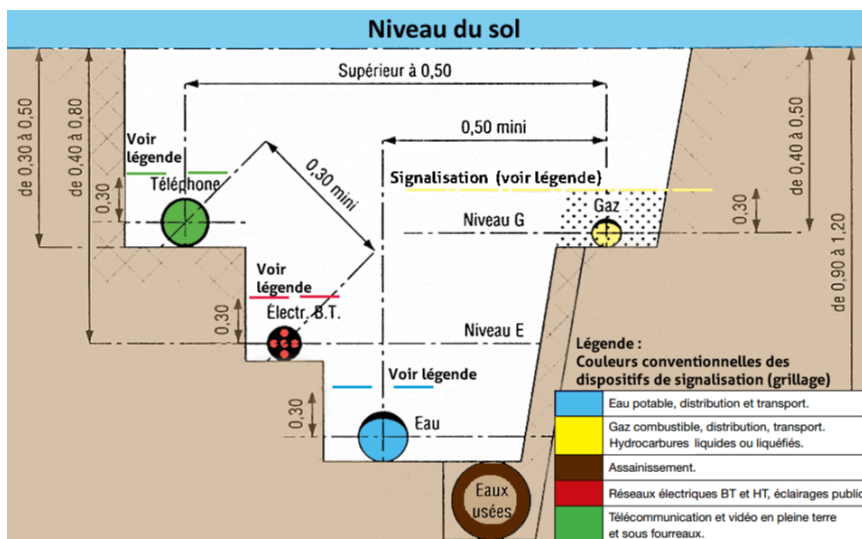 Niveau du sol
Supérieur à 0,50
0,50 mini
de 0,30 à 0,50
de 0,40 à 0,80
Voir
légende
0,30
Téléphone
0,30 mini
Signalisation (voir légende)
Gaz
Niveau G
0,30
de 0,40 à 0,50
de 0,90 à 1,20
Voir
légende
0,30
Électr. B.T.
Niveau E
Voir légende
0,30
Eau
Eaux
usées
Légende :
Couleurs conventionnelles des
dispositifs de signalisation (grillage)
Eau potable, distribution et transport.
Gaz combustible, distribution, transport.
Hydrocarbures liquides ou liquéfiés.
Assainissement.
Réseaux électriques BT et HT, éclairages public
Télécommunication et vidéo en pleine terre
et sous fourreaux.